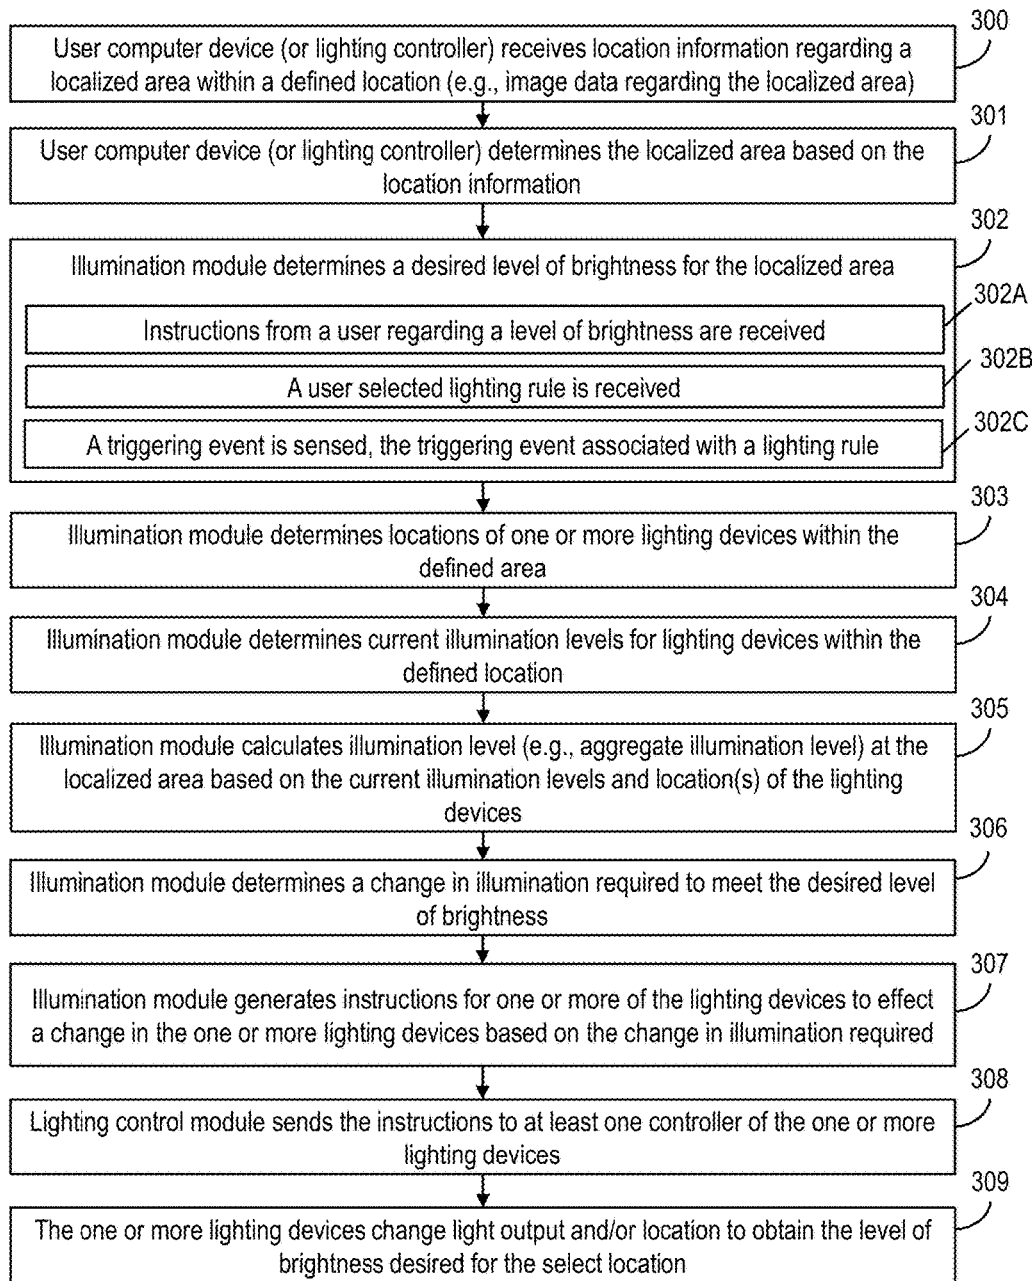 300
User computer device (or lighting controller) receives location information regarding a
localized area within a defined location (e.g., image data regarding the localized area)
301
User computer device (or lighting controller) determines the localized area based on the
location information
302
Illumination module determines a desired level of brightness for the localized area
302A
Instructions from a user regarding a level of brightness are received
302B
A user selected lighting rule is received
302C
A triggering event is sensed, the triggering event associated with a lighting rule
303
Illumination module determines locations of one or more lighting devices within the
defined area
304
Illumination module determines current illumination levels for lighting devices within the
defined location
305
Illumination module calculates illumination level (e.g., aggregate illumination level) at the
localized area based on the current illumination levels and location(s) of the lighting
devices
306
Illumination module determines a change in illumination required to meet the desired level
of brightness
307
Illumination module generates instructions for one or more of the lighting devices to effect
a change in the one or more lighting devices based on the change in illumination required
308
Lighting control module sends the instructions to at least one controller of the one or more
lighting devices
309
The one or more lighting devices change light output and/or location to obtain the level of
brightness desired for the select location